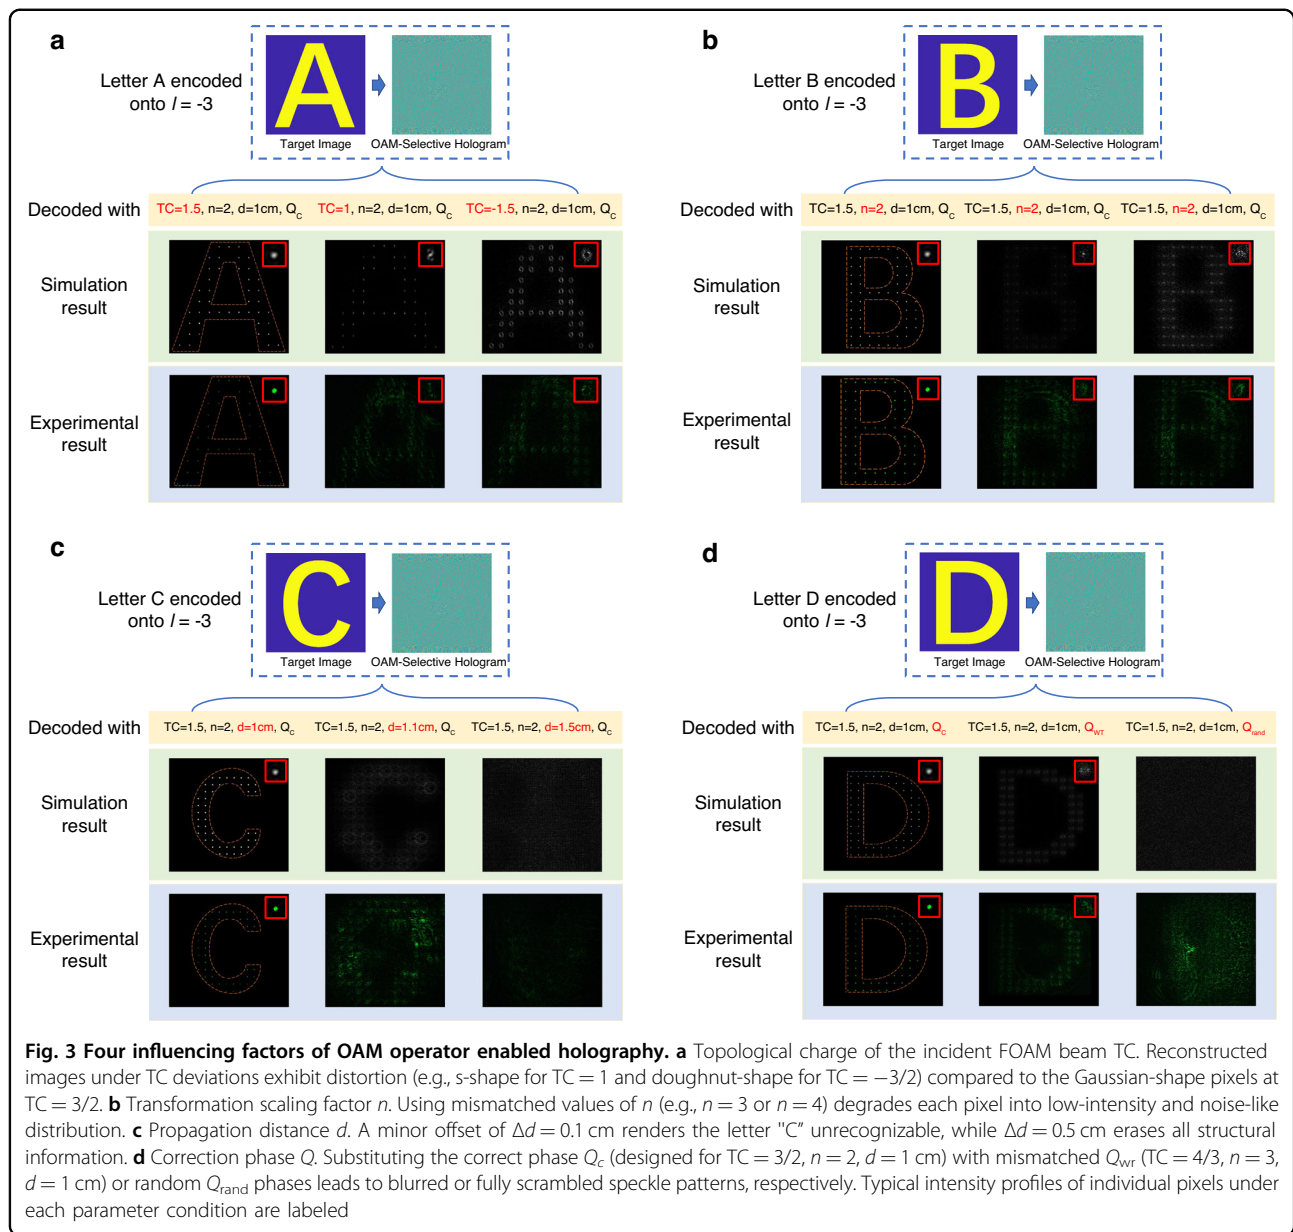 a
Letter A encoded
onto l = -3
A
Target Image
OAM-Selective Hologram
Decoded with
TC=1.5, n=2, d=1cm, Qc
TC=1, n=2, d=1cm, Qc
TC=-1.5, n=2, d=1cm, Qc
Simulation
result
Experimental
result
b
Letter B encoded
onto l = -3
B
Target Image
OAM-Selective Hologram
Decoded with
TC=1.5, n=2, d=1cm, Qc
TC=1.5, n=2, d=1cm, Qc
TC=1.5, n=2, d=1cm, Qc
Simulation
result
Experimental
result
c
Letter C encoded
onto l = -3
C
Target Image
OAM-Selective Hologram
Decoded with
TC=1.5, n=2, d=1cm, Qc
TC=1.5, n=2, d=1.1cm, Qc
TC=1.5, n=2, d=1.5cm, Qc
Simulation
result
Experimental
result
d
Letter D encoded
onto l = -3
D
Target Image
OAM-Selective Hologram
Decoded with
TC=1.5, n=2, d=1cm, Qc
TC=1.5, n=2, d=1cm, QWT
TC=1.5, n=2, d=1cm, Qrand
Simulation
result
Experimental
result
Fig. 3 Four influencing factors of OAM operator enabled holography. a Topological charge of the incident FOAM beam TC. Reconstructed
images under TC deviations exhibit distortion (e.g., s-shape for TC = 1 and doughnut-shape for TC = −3/2) compared to the Gaussian-shape pixels at
TC = 3/2. b Transformation scaling factor n. Using mismatched values of n (e.g., n = 3 or n = 4) degrades each pixel into low-intensity and noise-like
distribution. c Propagation distance d. A minor offset of Δd = 0.1 cm renders the letter "C" unrecognizable, while Δd = 0.5 cm erases all structural
information. d Correction phase Q. Substituting the correct phase Qc (designed for TC = 3/2, n = 2, d = 1 cm) with mismatched Qwr (TC = 4/3, n = 3,
d = 1 cm) or random Qrand phases leads to blurred or fully scrambled speckle patterns, respectively. Typical intensity profiles of individual pixels under
each parameter condition are labeled